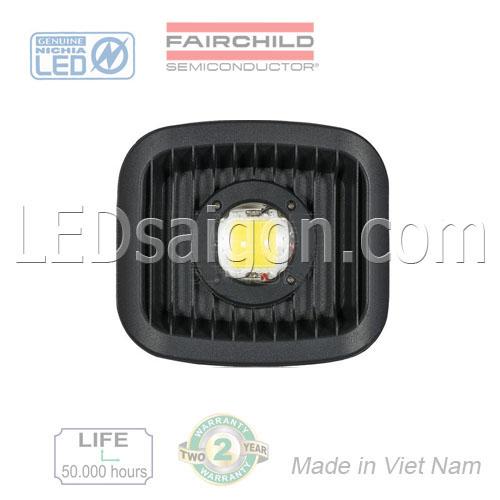 GENUINE
NICHIA
LED
FAIRCHILD
SEMICONDUCTOR®
LEDsaigon.com
LIFE
50.000 hours
WARRANTY
TWO 2 YEAR
WARRANTY
Made in Viet Nam